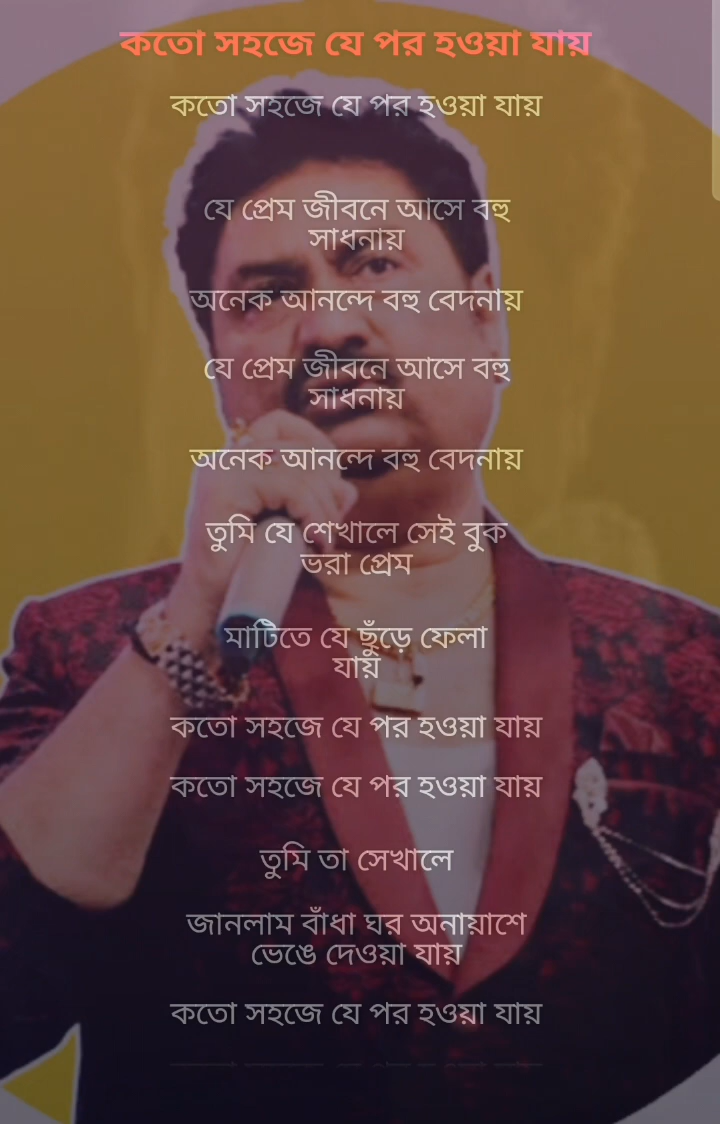 কতো সহজে যে পর হওয়া যায়
কতো সহজে যে পর হওয়া যায়
যে প্রেম জীবনে আসে বহু
সাধনায়
অনেক আনন্দে বহু বেদনায়
যে প্রেম জীবনে আসে বহু
সাধনায়
অনেক আনন্দে বহু বেদনায়
তুমি যে শেখালে সেই বুক
ভরা প্রেম
মাটিতে যে ছুঁড়ে ফেলা
যায়
কতো সহজে যে পর হওয়া যায়
কতো সহজে যে পর হওয়া যায়
তুমি তা সেখালে
জানলাম বাঁধা ঘর অনায়াশে
ভেঙে দেওয়া যায়
কতো সহজে যে পর হওয়া যায়